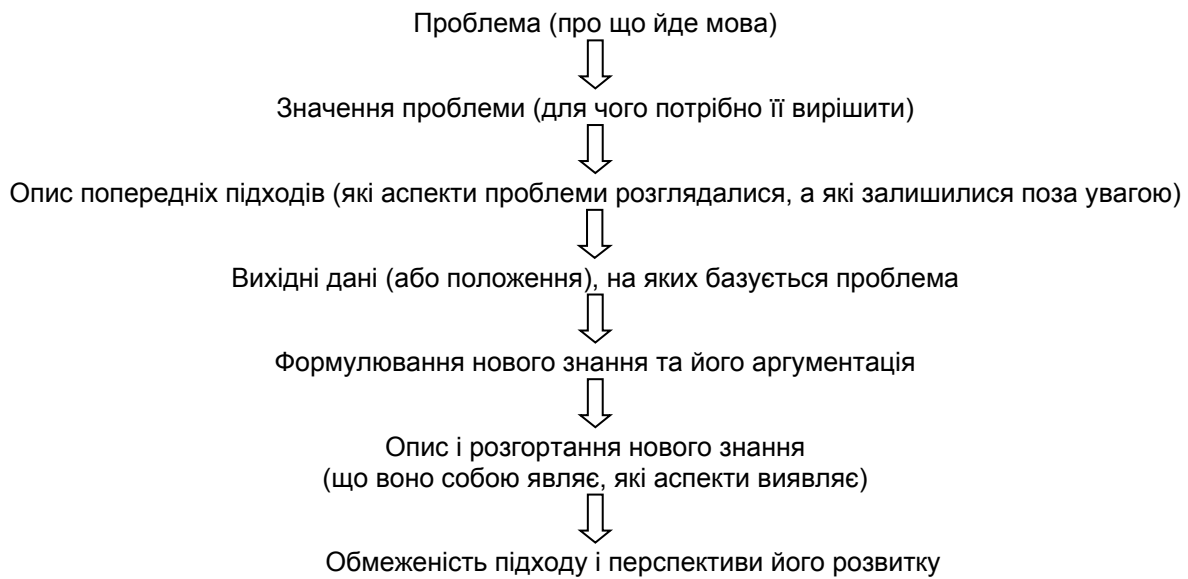 Проблема (про що йде мова)
Значення проблеми (для чого потрібно її вирішити)
Опис попередніх підходів (які аспекти проблеми розглядалися, а які залишилися поза увагою)
Вихідні дані (або положення), на яких базується проблема
Формулювання нового знання та його аргументація
Опис і розгортання нового знання
(що воно собою являє, які аспекти виявляє)
Обмеженість підходу і перспективи його розвитку